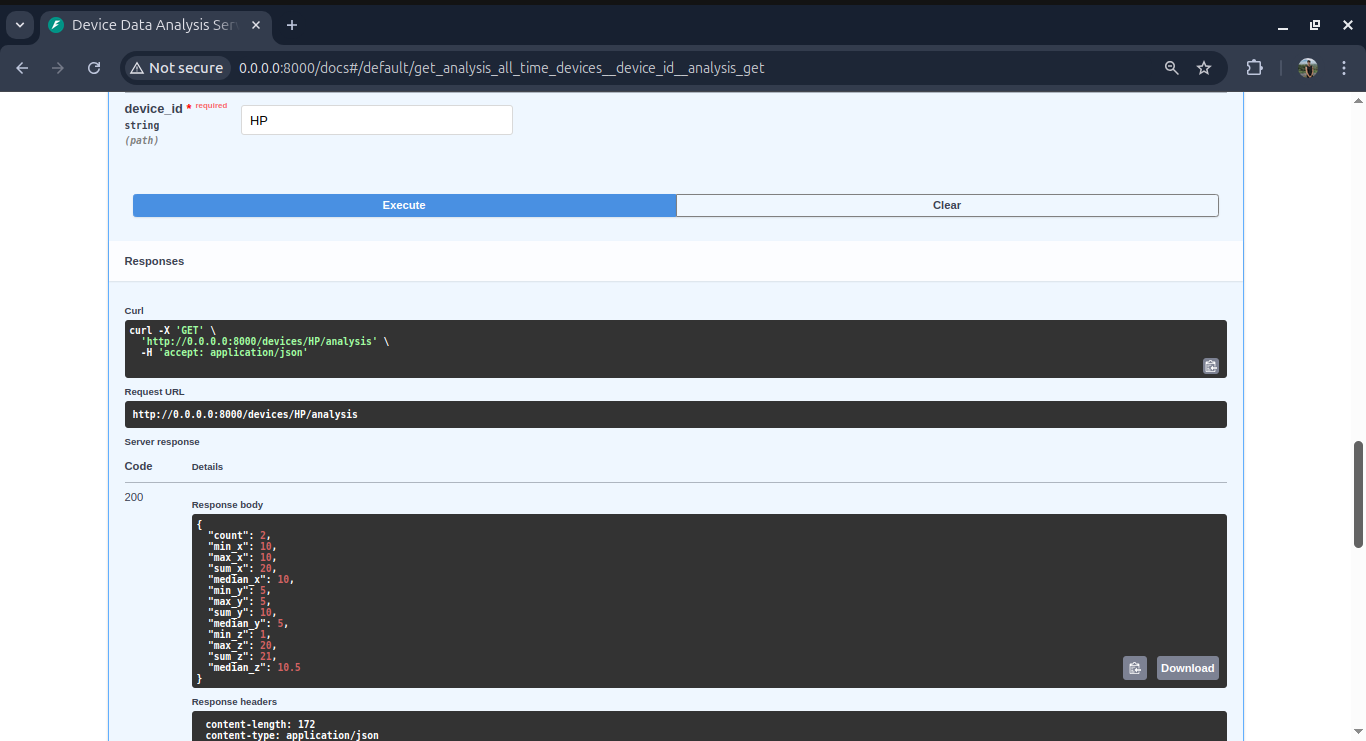 Device Data Analysis Serv
Not secure
0.0.0.0:8000/docs#/default/get_analysis_all_time_devices__device_id__analysis_get
device_id * required
HP
string
(path)
Execute
Clear
Responses
Curl
curl -X 'GET' \
'http://0.0.0.0:8000/devices/HP/analysis' \
-H 'accept: application/json'
Request URL
http://0.0.0.0:8000/devices/HP/analysis
Server response
Code
Details
200
Response body
{
"count": 2,
"min_x": 10,
"max_x": 10,
"sum_x": 20,
"median_x": 10,
"min_y": 5,
"max_y": 5,
"sum_y": 10,
"median_y": 5,
"min_z": 1,
"max_z": 20,
"sum_z": 21,
"median_z": 10.5
}
Download
Response headers
content-length: 172
content-type: application/json